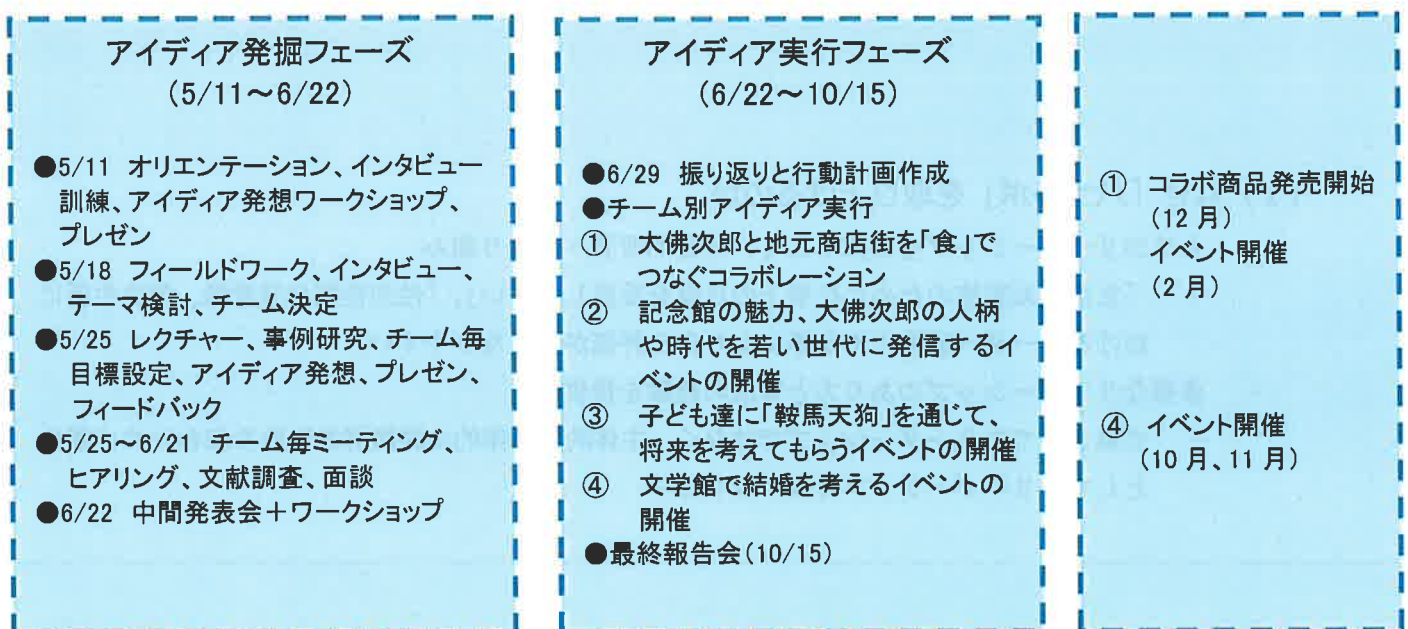 アイディア発掘フェーズ
(5/11～6/22)
●5/11 オリエンテーション、インタビュー
訓練、アイディア発想ワークショップ、
プレゼン
●5/18 フィールドワーク、インタビュー、
テーマ検討、チーム決定
●5/25 レクチャー、事例研究、チーム毎
目標設定、アイディア発想、プレゼン、
フィードバック
●5/25～6/21 チーム毎ミーティング、
ヒアリング、文献調査、面談
●6/22 中間発表会＋ワークショップ
アイディア実行フェーズ
(6/22～10/15)
●6/29 振り返りと行動計画作成
●チーム別アイディア実行
① 大佛次郎と地元商店街を「食」で
つなぐコラボレーション
② 記念館の魅力、大佛次郎の人柄
や時代を若い世代に発信するイ
ベントの開催
③ 子ども達に「鞍馬天狗」を通じて、
将来を考えてもらうイベントの開催
④ 文学館で結婚を考えるイベントの
開催
●最終報告会(10/15)
① コラボ商品発売開始
(12月)
イベント開催
(2月)
④ イベント開催
(10月、11月)